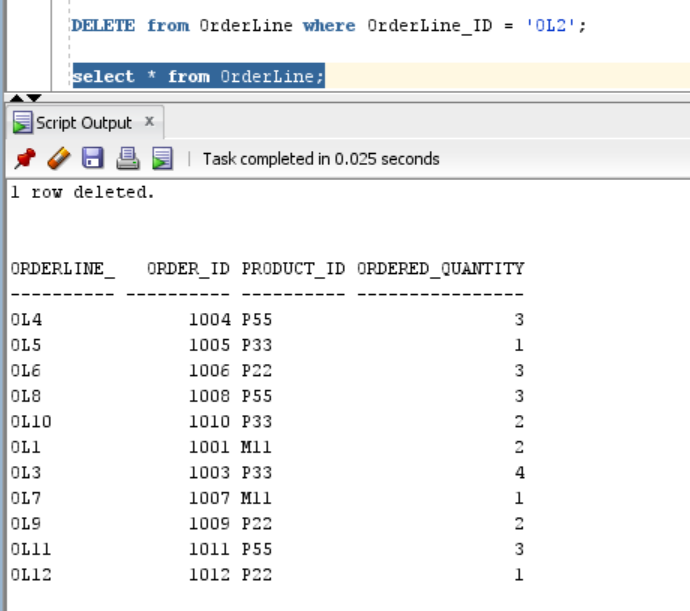 DELETE from OrderLine where OrderLine_ID = 'OL2';
select * from OrderLine;
Script Output x
Task completed in 0.025 seconds
1 row deleted.
ORDERLINE_ ORDER_ID PRODUCT_ID ORDERED_QUANTITY
---------- ---------- ---------- ----------------
OL4 1004 P55 3
OL5 1005 P33 1
OL6 1006 P22 3
OL8 1008 P55 3
OL10 1010 P33 2
OL1 1001 M11 2
OL3 1003 P33 4
OL7 1007 M11 1
OL9 1009 P22 2
OL11 1011 P55 3
OL12 1012 P22 1